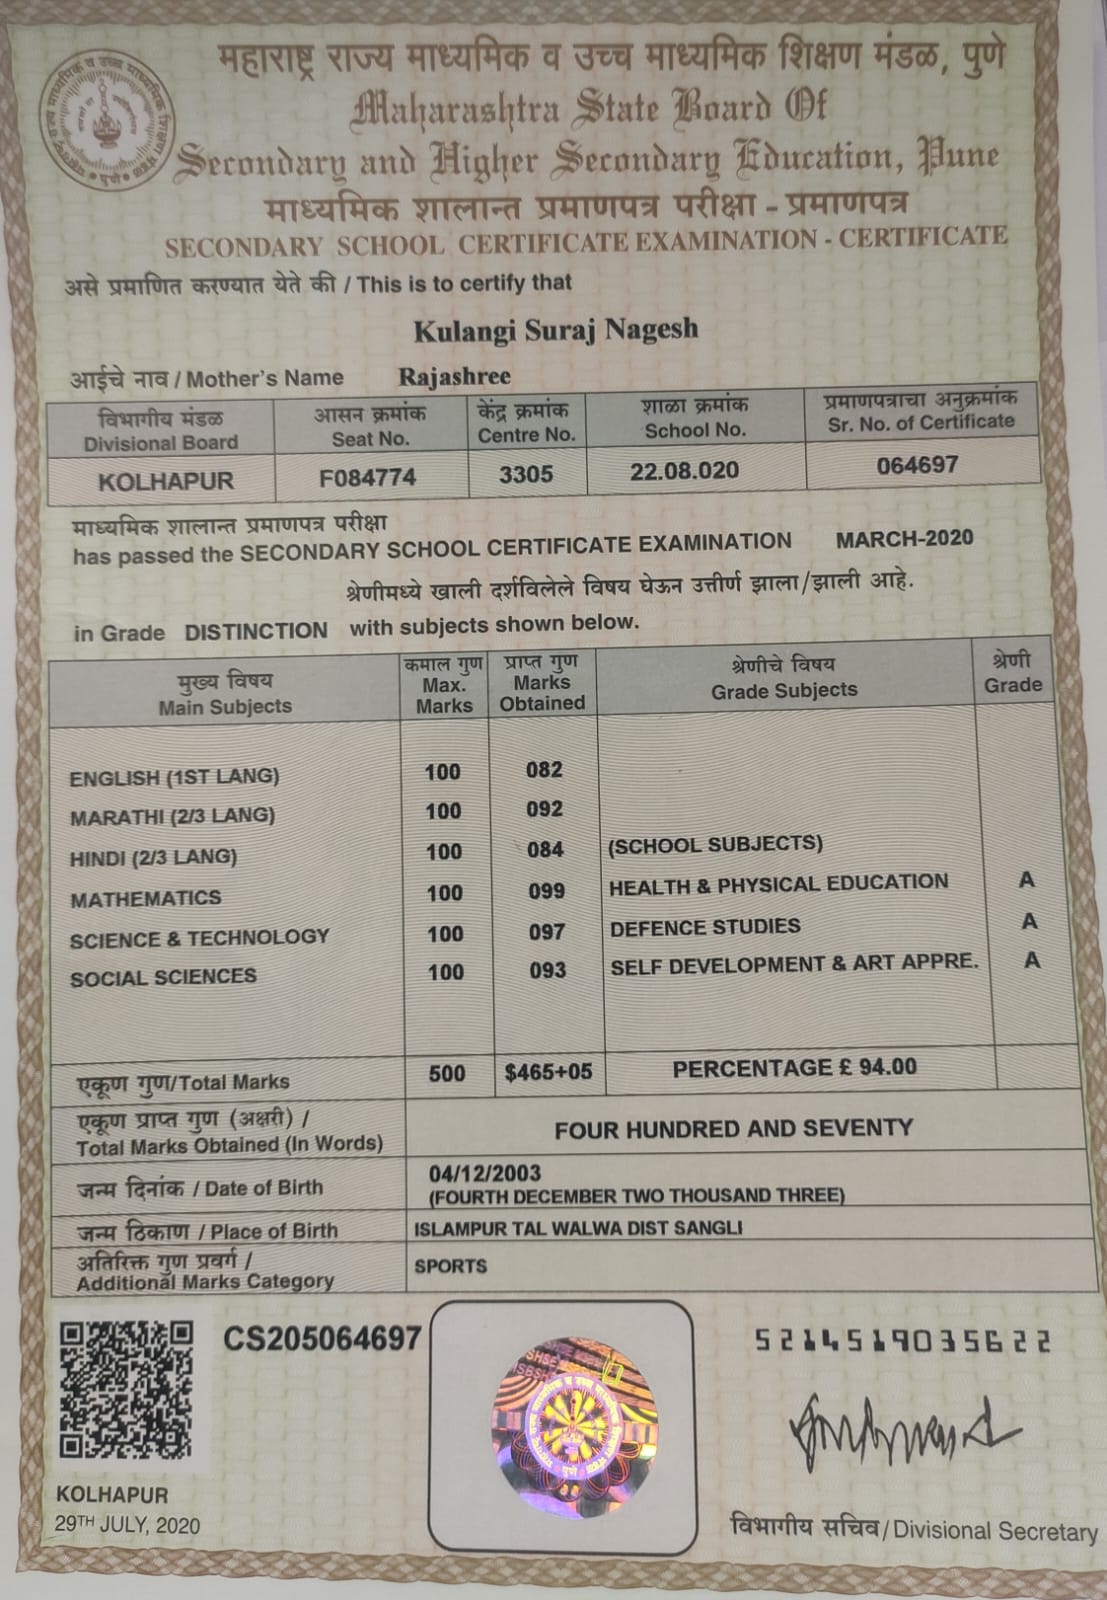 महाराष्ट्र राज्य माध्यमिक व उच्च माध्यमिक शिक्षण मंडळ, पुणे
Maharashtra State Board Of
Secondary and Higher Secondary Education, Pune
माध्यमिक शालान्त प्रमाणपत्र परीक्षा - प्रमाणपत्र
SECONDARY SCHOOL CERTIFICATE EXAMINATION - CERTIFICATE
असे प्रमाणित करण्यात येते की / This is to certify that
Kulangi Suraj Nagesh
आईचे नाव / Mother's Name Rajashree
विभागीय मंडळ आसन क्रमांक केंद्र क्रमांक शाळा क्रमांक प्रमाणपत्राचा अनुक्रमांक
Divisional Board Seat No. Centre No. School No. Sr. No. of Certificate
KOLHAPUR F084774 3305 22.08.020 064697
माध्यमिक शालान्त प्रमाणपत्र परीक्षा
has passed the SECONDARY SCHOOL CERTIFICATE EXAMINATION MARCH-2020
श्रेणीमध्ये खाली दर्शविलेले विषय घेऊन उत्तीर्ण झाला/झाली आहे.
in Grade DISTINCTION with subjects shown below.
मुख्य विषय कमाल गुण प्राप्त गुण श्रेणीचे विषय श्रेणी
Main Subjects Max. Marks Marks Obtained Grade Subjects Grade
ENGLISH (1ST LANG) 100 082
MARATHI (2/3 LANG) 100 092
HINDI (2/3 LANG) 100 084 (SCHOOL SUBJECTS)
MATHEMATICS 100 099 HEALTH & PHYSICAL EDUCATION A
SCIENCE & TECHNOLOGY 100 097 DEFENCE STUDIES A
SOCIAL SCIENCES 100 093 SELF DEVELOPMENT & ART APPRE. A
एकूण गुण/Total Marks 500 $465+05 PERCENTAGE £ 94.00
एकूण प्राप्त गुण (अक्षरी) /
Total Marks Obtained (In Words) FOUR HUNDRED AND SEVENTY
जन्म दिनांक / Date of Birth 04/12/2003
(FOURTH DECEMBER TWO THOUSAND THREE)
जन्म ठिकाण / Place of Birth ISLAMPUR TAL WALWA DIST SANGLI
अतिरिक्त गुण प्रवर्ग /
Additional Marks Category SPORTS
CS205064697 5214519035622
KOLHAPUR
29TH JULY, 2020
विभागीय सचिव/Divisional Secretary